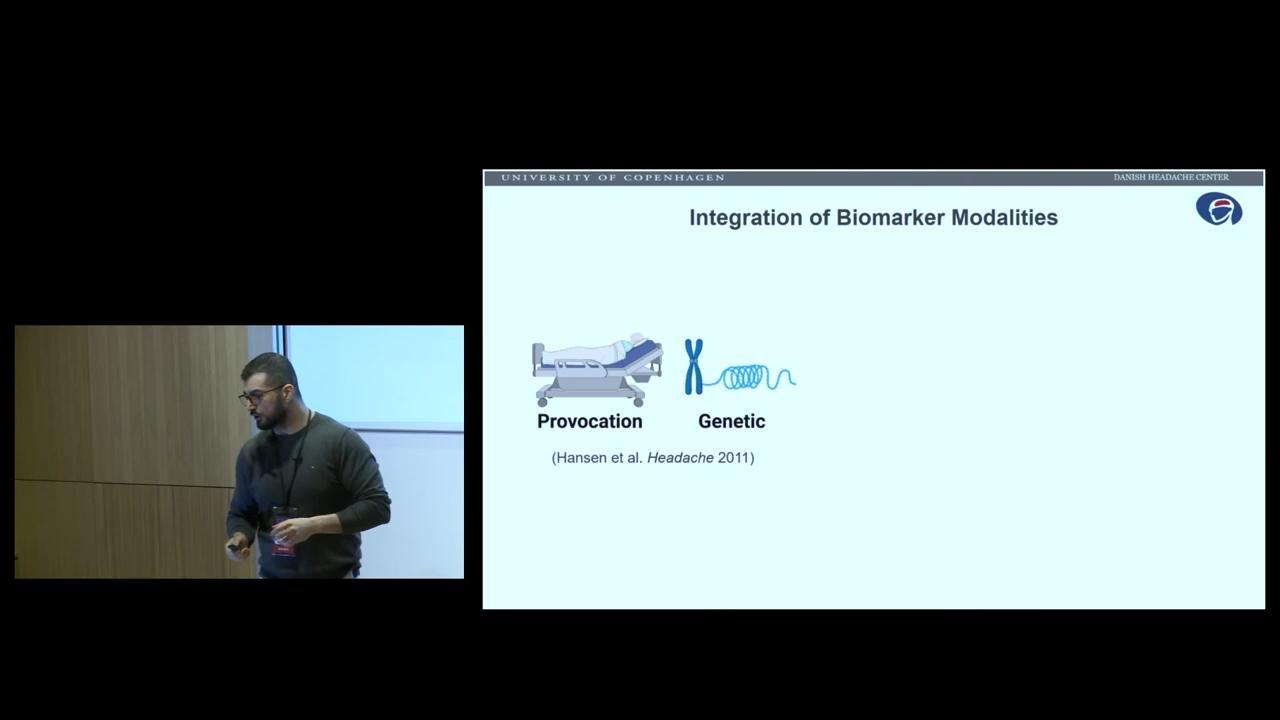 UNIVERSITY OF COPENHAGEN
DANISH HEADACHE CENTER
Integration of Biomarker Modalities
Provocation
Genetic
(Hansen et al. Headache 2011)